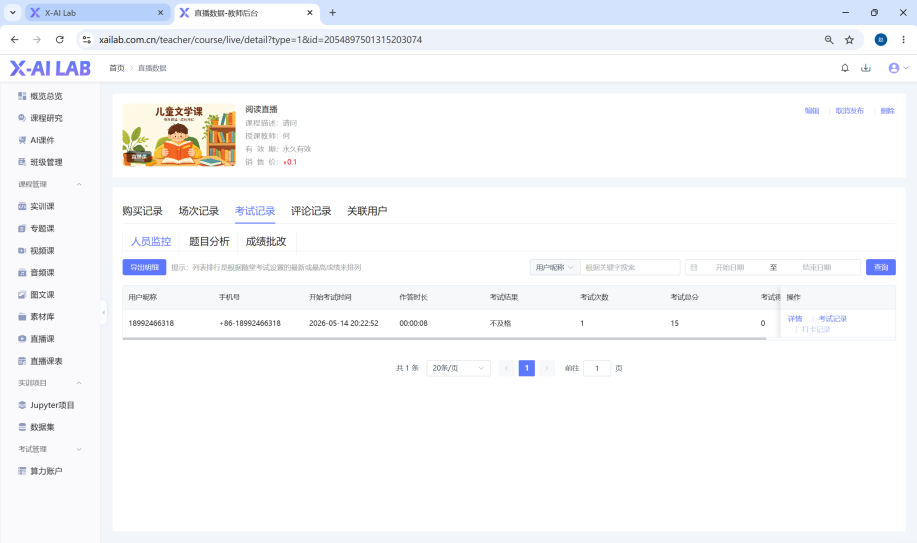 X-AI Lab
直播数据-教师后台
xailab.com.cn/teacher/course/live/detail?type=1&id=2054897501315203074
X-AI LAB
首页 > 直播数据
概览总览
课程研究
AI课件
班级管理
课程管理
实训课
专题课
视频课
音频课
图文课
素材库
直播课
直播课表
实训项目
Jupyter项目
数据集
考试管理
算力账户
儿童文学课
直播课
阅读直播
课程描述: 请问
授课教师: 何
有 效 期: 永久有效
销 售 价: ¥0.1
编辑 取消发布 删除
购买记录 场次记录 考试记录 评论记录 关联用户
人员监控 题目分析 成绩批改
导出明细 提示：列表排行是根据随堂考试设置的最新或最高成绩来排列
用户昵称 根据关键字搜索 开始日期 至 结束日期 查询
用户昵称 手机号 开始考试时间 作答时长 考试结果 考试次数 考试总分 考试得 操作
18992466318 +86-18992466318 2026-05-14 20:22:52 00:00:08 不及格 1 15 0 详情 考试记录
打卡记录
共 1 条 20条/页 1 前往 1 页